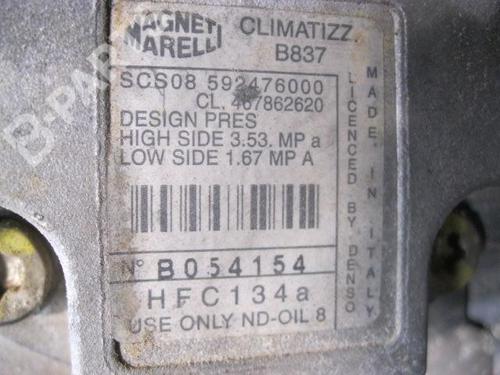 MAGNETI MARELLI
CLIMATIZZ
B837
SCS08 592476000
CL. 467862620
DESIGN PRES
HIGH SIDE 3.53. MP a
LOW SIDE 1.67 MP A
N° B054154
HFC134a
USE ONLY ND-OIL 8
LICENCED BY DENSO
MADE IN ITALY